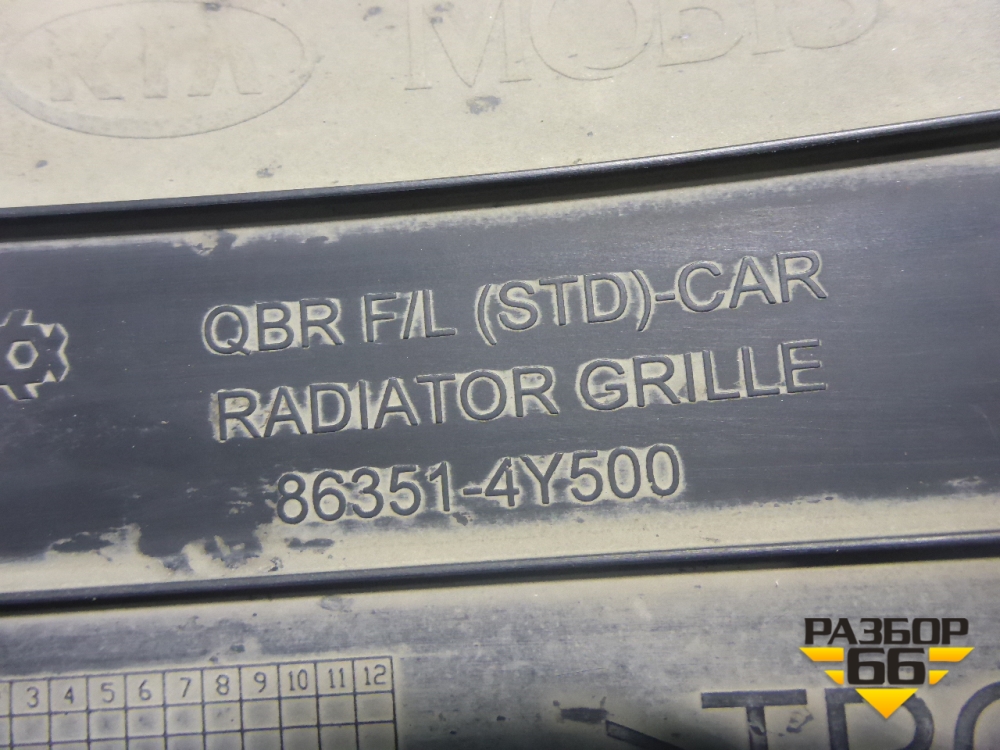 KIA MOBIS
QBR F/L (STD)-CAR
RADIATOR GRILLE
86351-4Y500
3 4 5 6 7 8 9 10 11 12
РАЗБОР
66